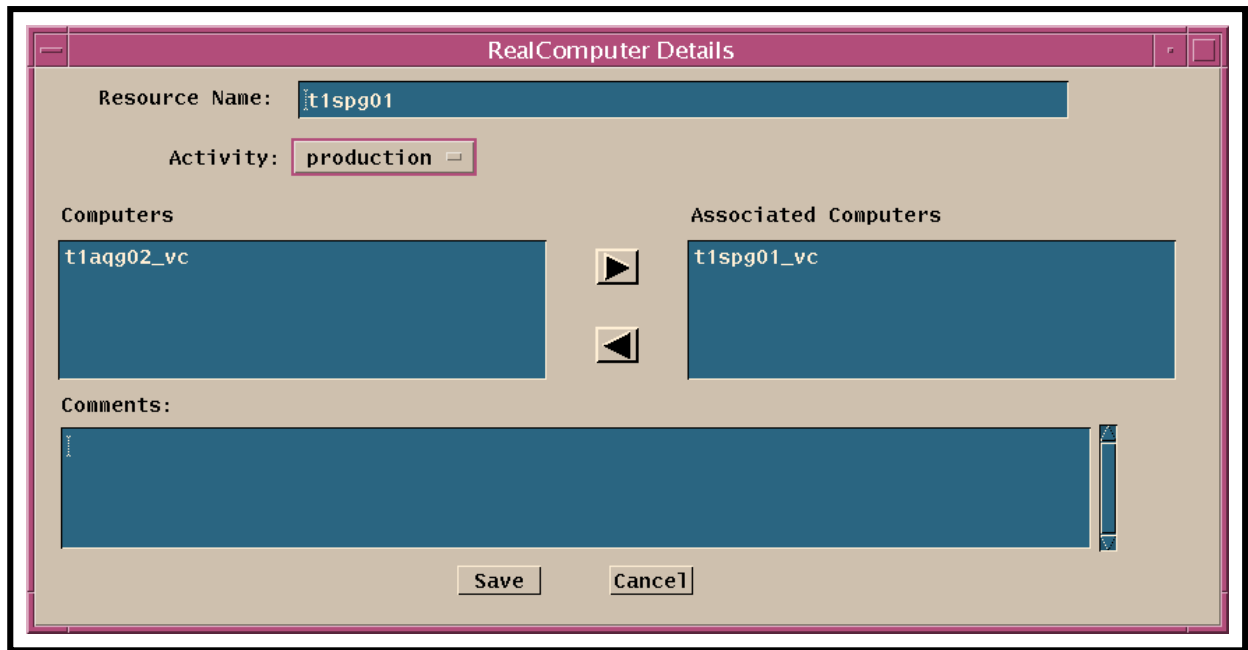 RealComputer Details
Resource Name: t1spg01
Activity: production
Computers Associated Computers
t1aqg02_vc t1spg01_vc
Comments:
Save Cancel